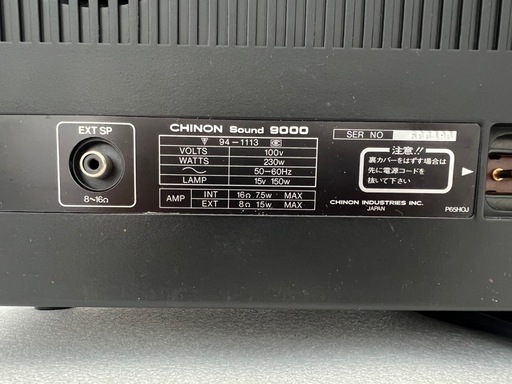 EXT SP
8~16Ω
CHINON Sound 9000
94-1113
VOLTS 100v
WATTS 230w
50-60Hz
LAMP 15v 150w
AMP INT 16Ω 7.5w MAX
EXT 8Ω 15w MAX
SER NO
注意!!
裏カバーをはずす場合は
先に電源コードを
抜いて下さい
CHINON INDUSTRIES INC.
JAPAN
P65HOJ